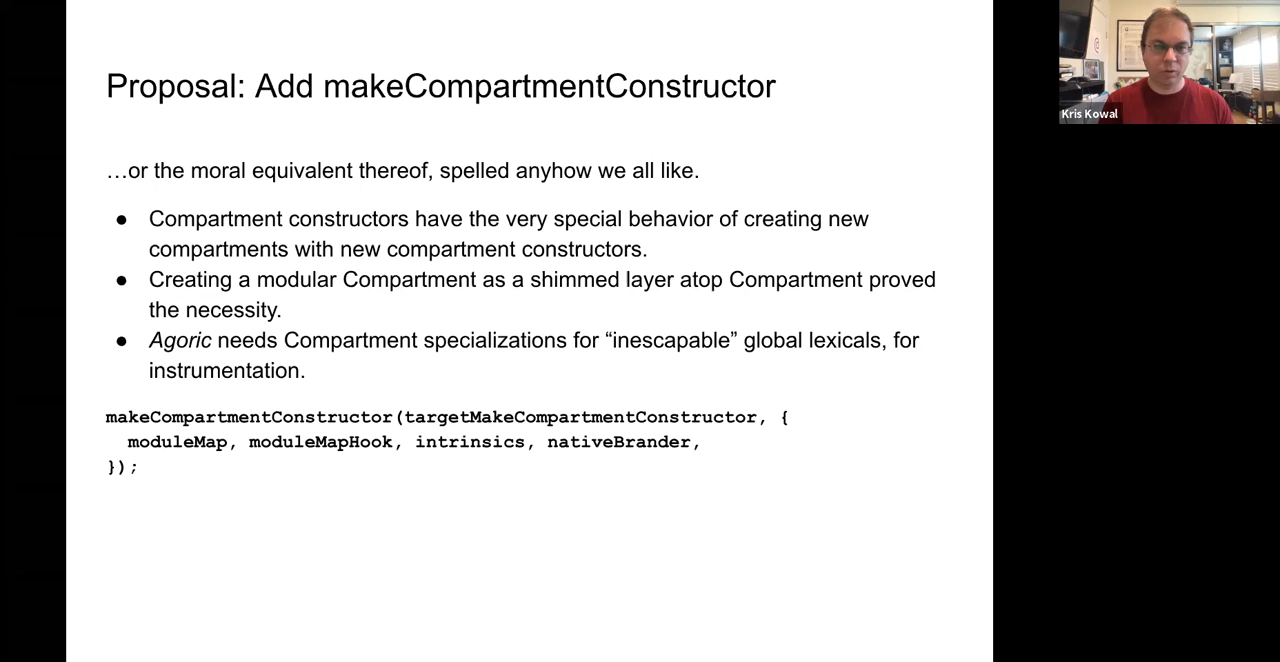 Proposal: Add makeCompartmentConstructor
Kris Kowal
…or the moral equivalent thereof, spelled anyhow we all like.
● Compartment constructors have the very special behavior of creating new
compartments with new compartment constructors.
● Creating a modular Compartment as a shimmed layer atop Compartment proved
the necessity.
● Agoric needs Compartment specializations for “inescapable” global lexicals, for
instrumentation.
makeCompartmentConstructor(targetMakeCompartmentConstructor, {
  moduleMap, moduleMapHook, intrinsics, nativeBrander,
});